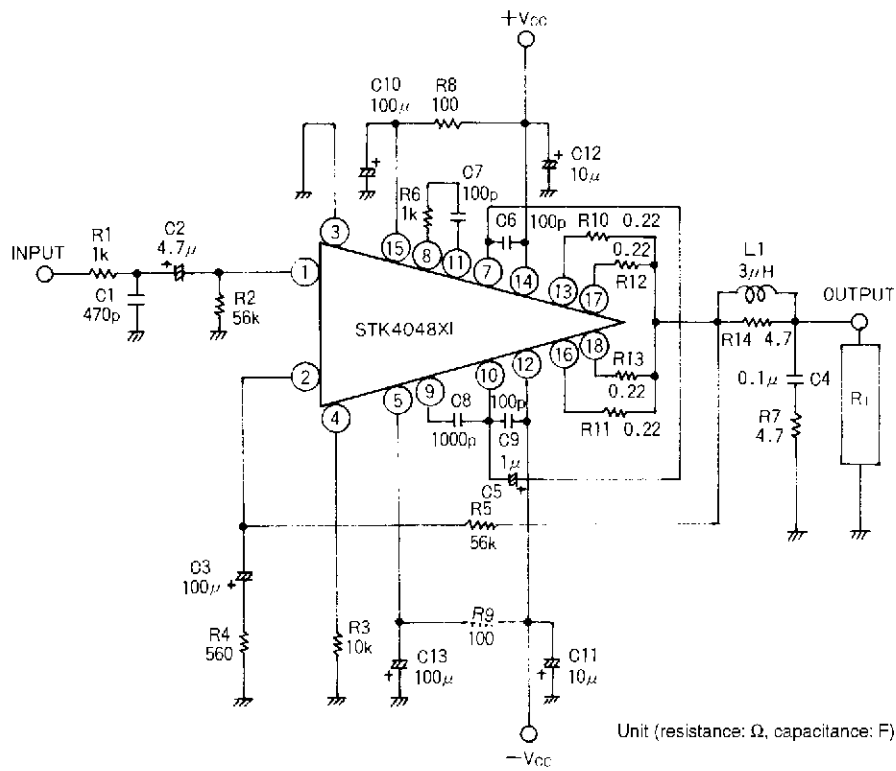 +VCC
C10
100μ
R8
100
C12
10μ
C7
100p
R6
1k
C6
100p
R10
0.22
0.22
R12
L1
3μH
OUTPUT
R14
4.7
INPUT
R1
1k
C2
4.7μ
C1
470p
R2
56k
3
15
8
11
7
14
13
17
1
STK4048XI
2
4
5
9
10
12
16
18
C8
1000p
100p
C9
1μ
C5
R13
0.22
R11
0.22
0.1μ
C4
R7
4.7
R5
56k
C3
100μ
R4
560
R3
10k
C13
100μ
R9
100
C11
10μ
−VCC
Unit (resistance: Ω, capacitance: F)